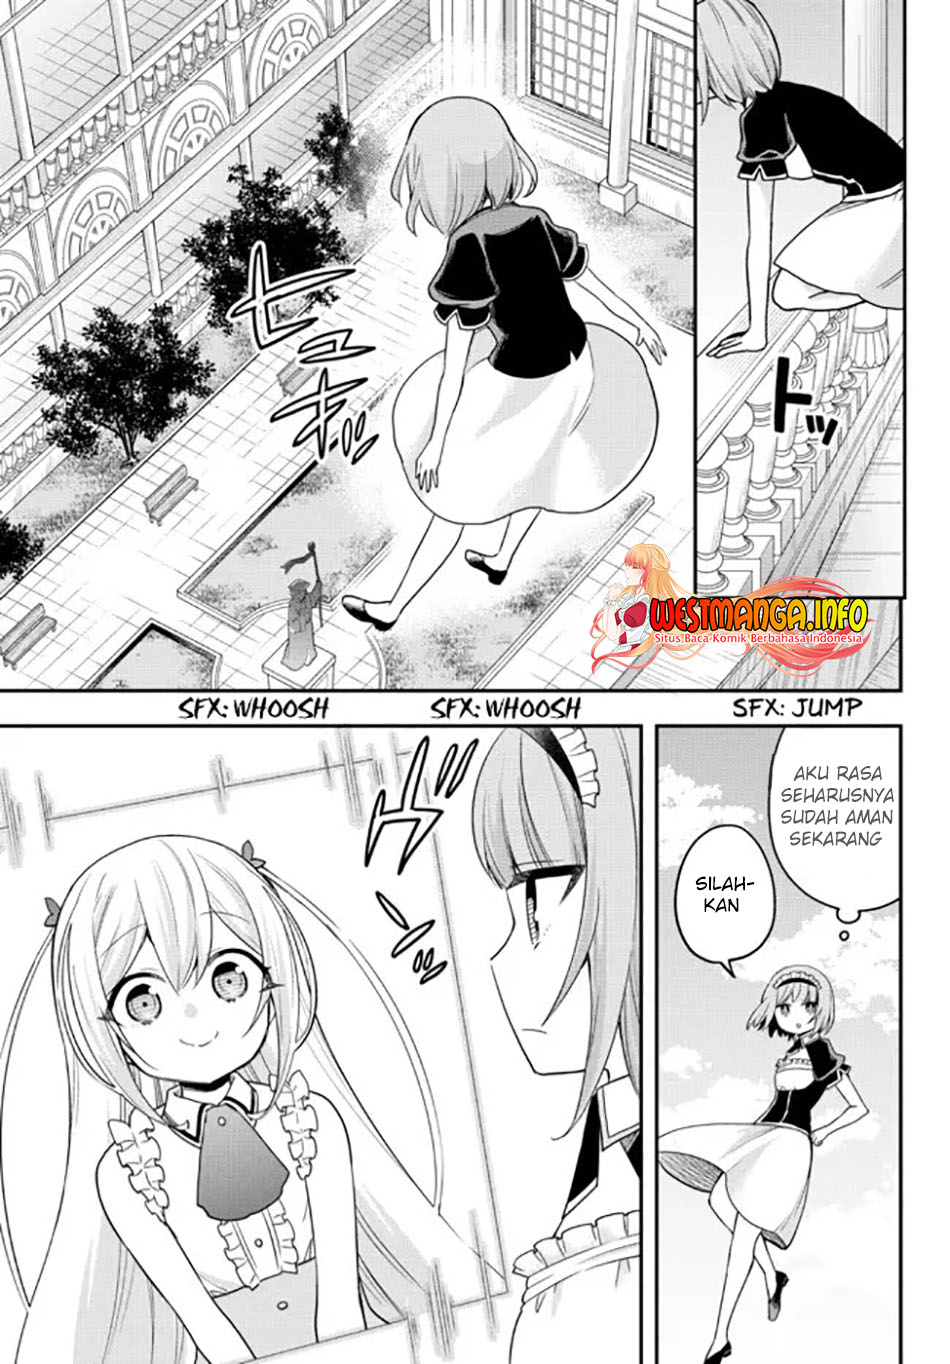 トッ
ヒュオッ
WESTMANGA.INFO
SITUS BACA KOMIK BERBAHASA INDONESIA
SFX: JUMP
SFX: WHOOSH
SFX: WHOOSH
AKU RASA
SEHARUSNYA
SUDAH AMAN
SEKARANG
SILAH-
KAN
ヴッ